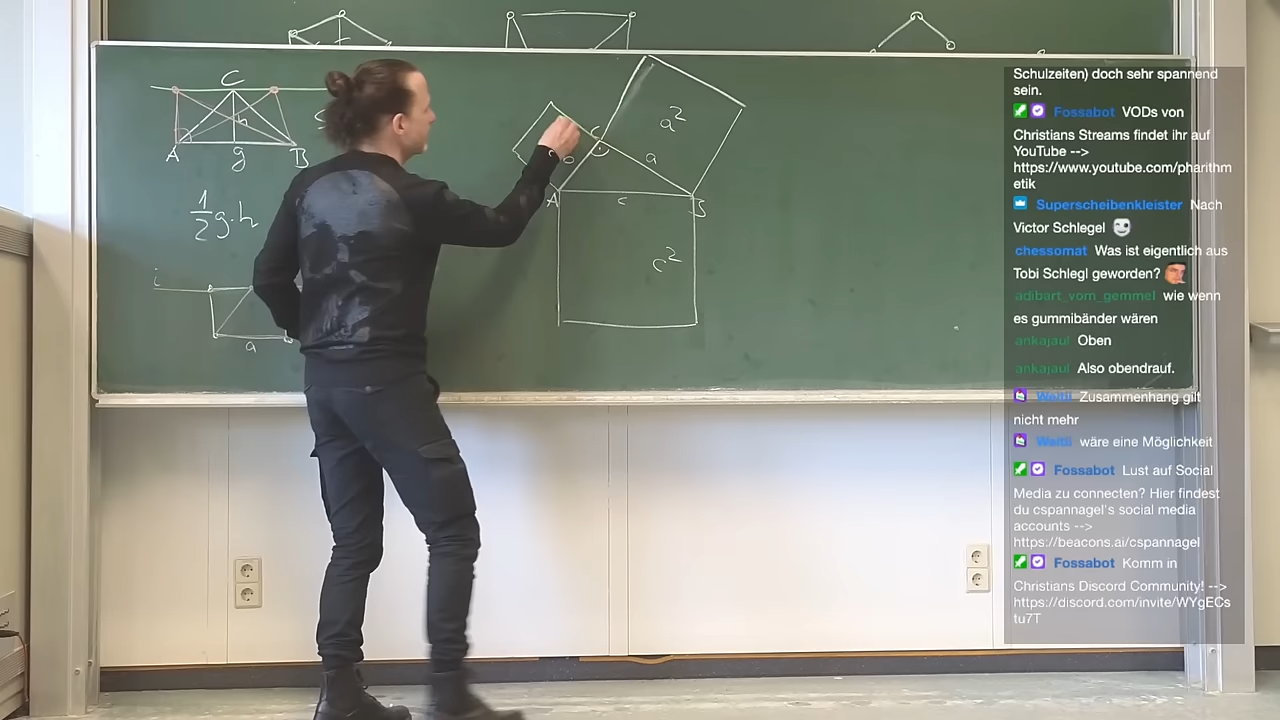 C
h
A
g
B
1
2
g·h
i
a
C
a²
b
a
A
c
B
c²
Schulzeiten) doch sehr spannend
sein.
Fossabot VODs von
Christians Streams findet ihr auf
YouTube -->
https://www.youtube.com/pharithm
etik
Superscheibenkleister Nach
Victor Schlegel
chessomat Was ist eigentlich aus
Tobi Schlegl geworden?
adibart_vom_gemmel wie wenn
es gummibänder wären
ankajaul Oben
ankajaul Also obendrauf.
Weltli Zusammenhang gilt
nicht mehr
Weltli wäre eine Möglichkeit
Fossabot Lust auf Social
Media zu connecten? Hier findest
du cspannagel's social media
accounts -->
https://beacons.ai/cspannagel
Fossabot Komm in
Christians Discord Community! -->
https://discord.com/invite/WYgECs
tu7T